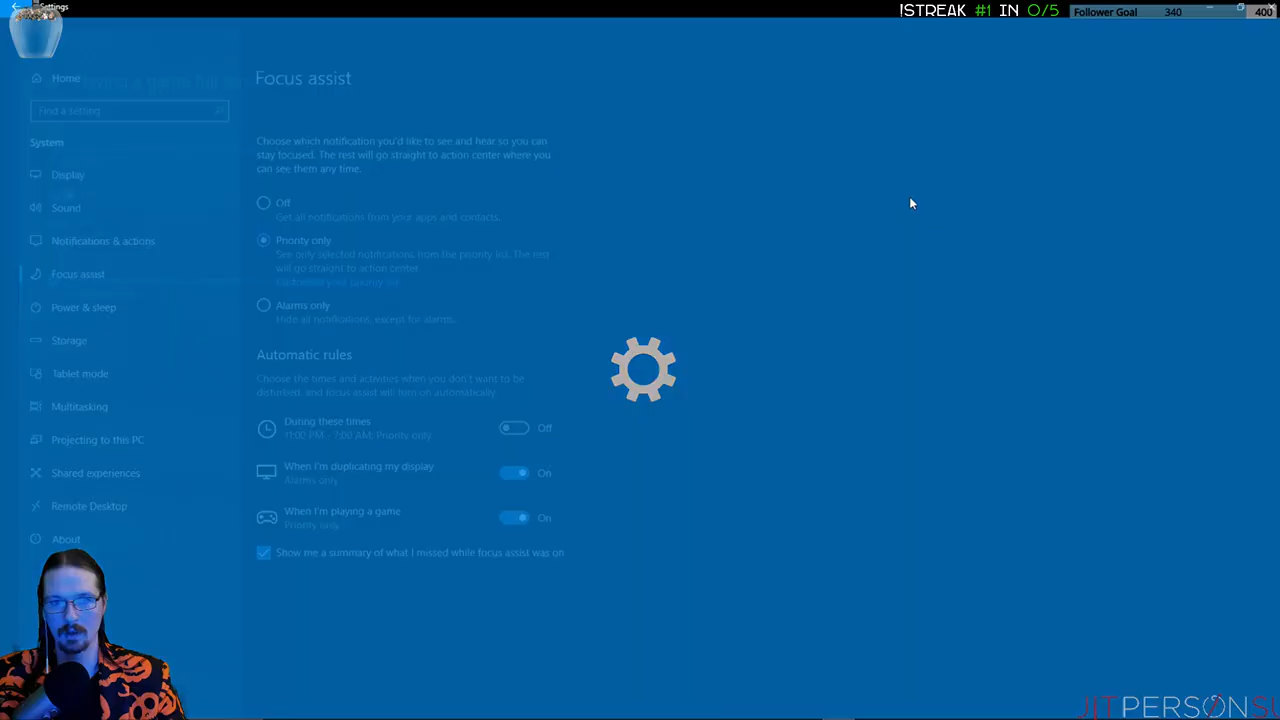 Settings
!STREAK #1 IN 0/5
Follower Goal 340 400
Home
Find a setting
System
Display
Sound
Notifications & actions
Focus assist
Power & sleep
Storage
Tablet mode
Multitasking
Projecting to this PC
Shared experiences
Remote Desktop
About
Focus assist
Choose which notification you'd like to see and hear so you can
stay focused. The rest will go straight to action center where you
can see them any time.
Off
Get all notifications from your apps and contacts.
Priority only
See only selected notifications from the priority list. The rest
will go straight to action center.
Customize your priority list
Alarms only
Hide all notifications, except for alarms.
Automatic rules
Choose the times and activities when you don't want to be
disturbed, and focus assist will turn on automatically.
During these times
11:00 PM - 7:00 AM; Priority only
Off
When I'm duplicating my display
Alarms only
On
When I'm playing a game
Priority only
On
Show me a summary of what I missed while focus assist was on
JITPERSONSU